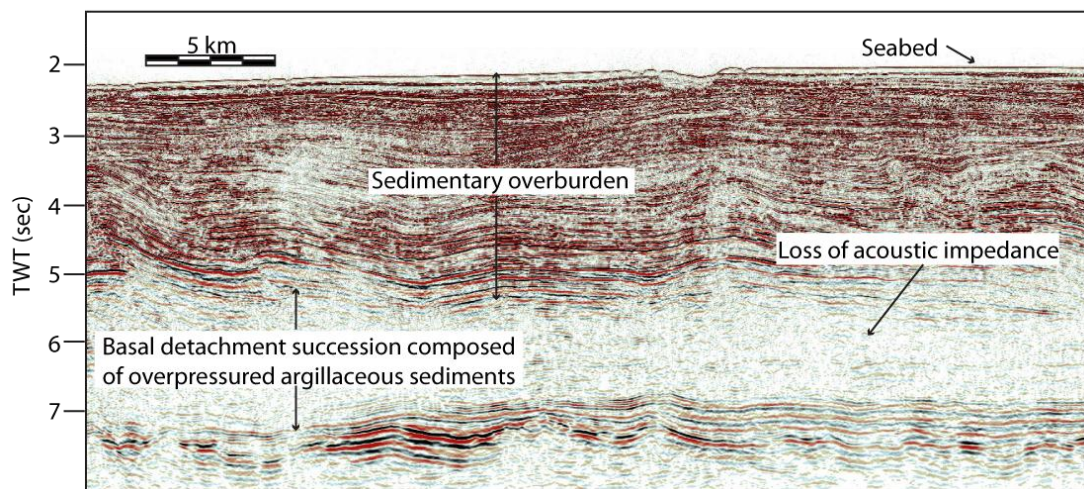 5 km
Seabed
2
3
Sedimentary overburden
4
TWT (sec)
Loss of acoustic impedance
5
6
Basal detachment succession composed
of overpressured argillaceous sediments
7